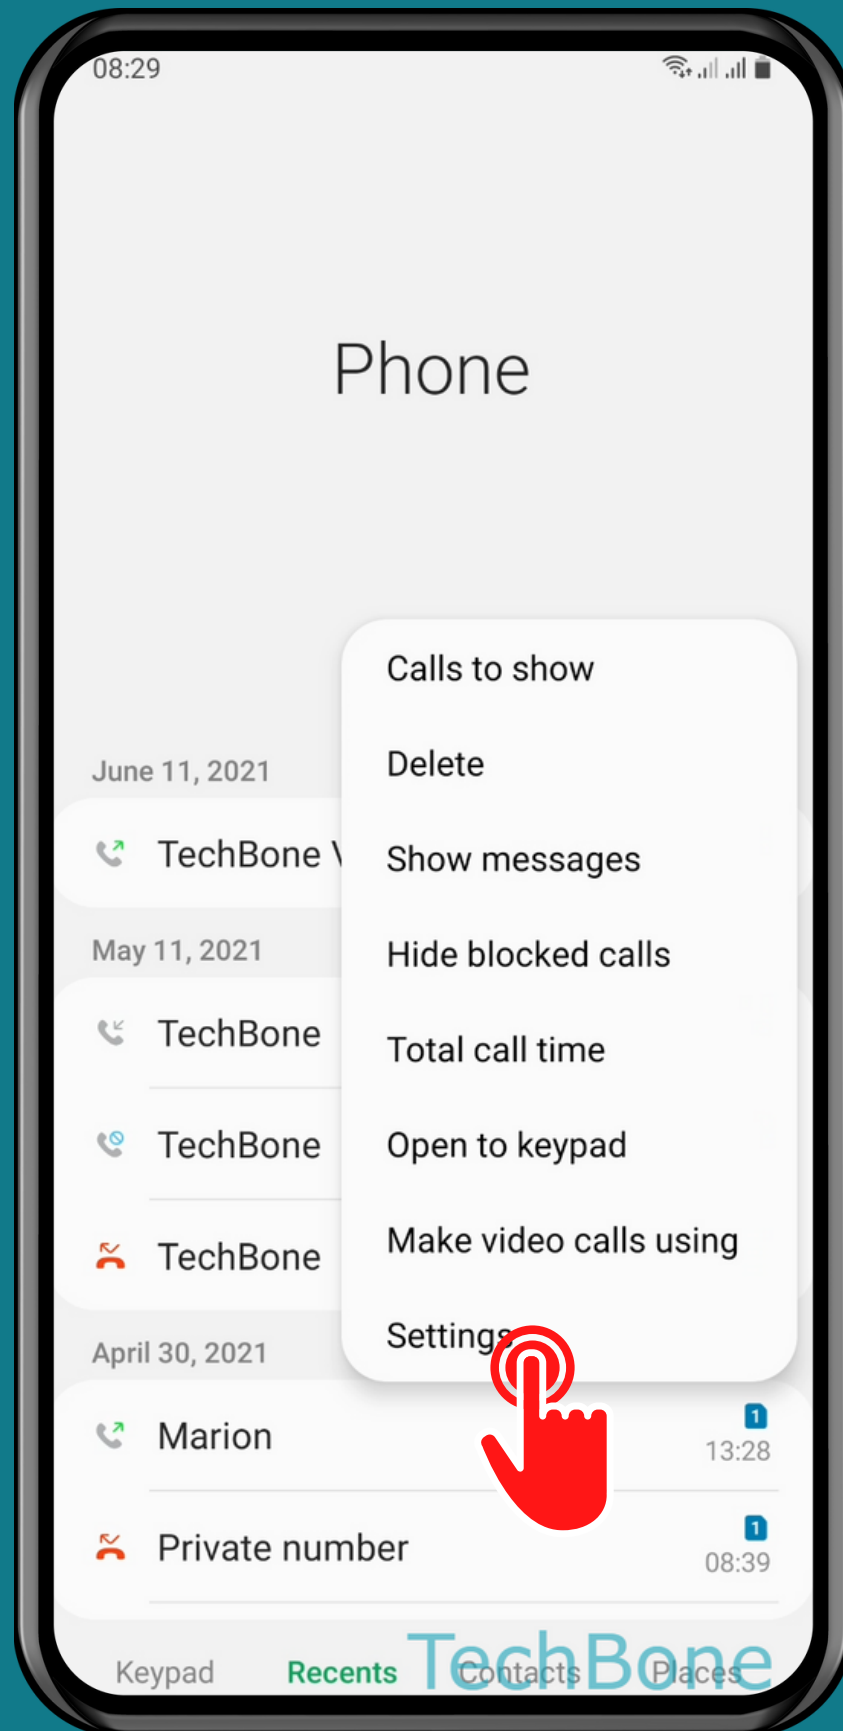 08:29
Phone
Calls to show
Delete
Show messages
Hide blocked calls
Total call time
Open to keypad
Make video calls using
Settings
June 11, 2021
TechBone V
May 11, 2021
TechBone
TechBone
TechBone
April 30, 2021
Marion
1
13:28
Private number
1
08:39
Keypad Recents Contacts Places
TechBone